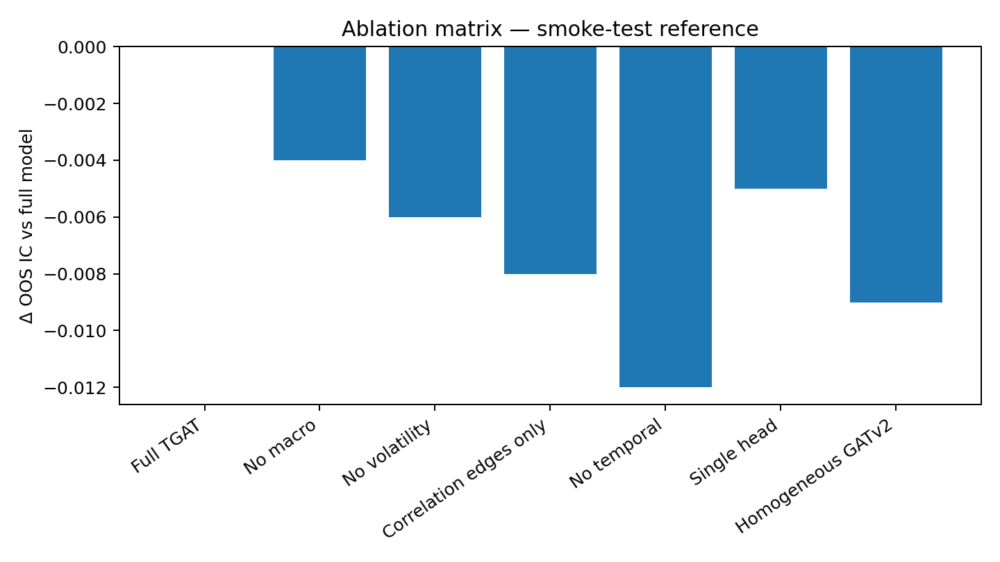 Ablation matrix — smoke-test reference
Δ OOS IC vs full model
0.000
−0.002
−0.004
−0.006
−0.008
−0.010
−0.012
Full TGAT
No macro
No volatility
Correlation edges only
No temporal
Single head
Homogeneous GATv2